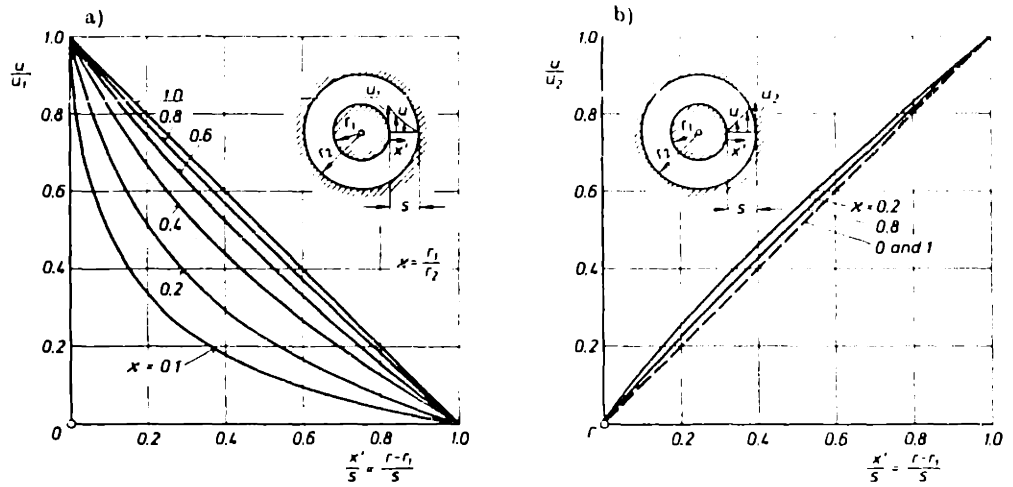 a)
1.0
u/u₁
0.8
0.6
0.4
0.2
0
1.0
0.8
0.6
0.4
0.2
ϰ = 0.1
u₁
u
r₁
r₂
x'
s
ϰ = r₁/r₂
0.2
0.4
0.6
0.8
1.0
x'/s = r-r₁/s
b)
1.0
u/u₂
0.8
0.6
0.4
0.2
u₂
u
r₁
r₂
x'
s
ϰ = 0.2
0.8
0 and 1
0.2
0.4
0.6
0.8
1.0
x'/s = r-r₁/s